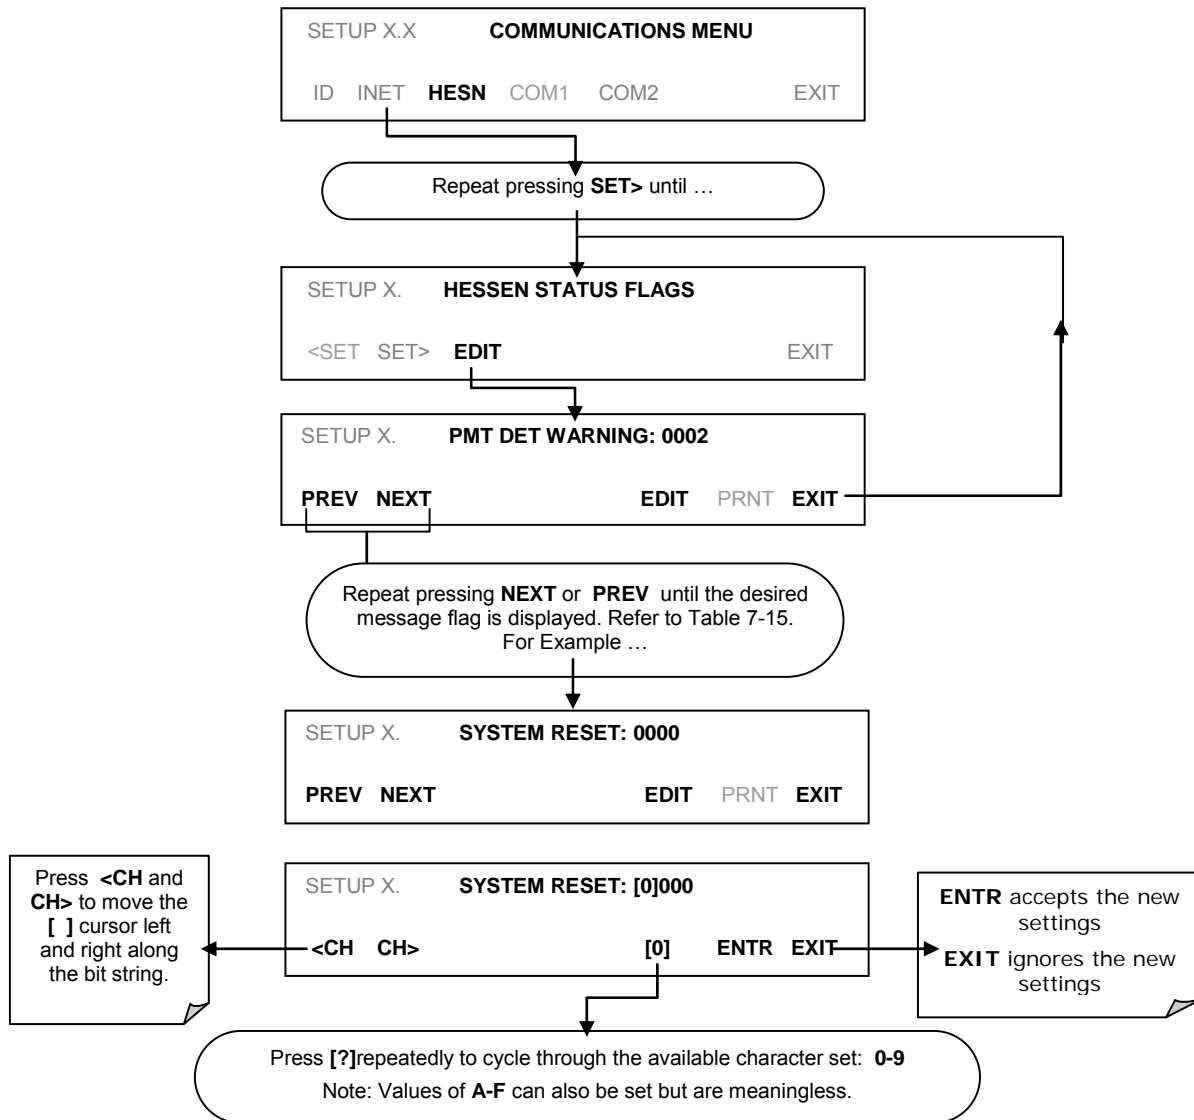 SETUP X.X COMMUNICATIONS MENU
ID INET HESN COM1 COM2 EXIT
Repeat pressing SET> until …
SETUP X. HESSEN STATUS FLAGS
<SET SET> EDIT EXIT
SETUP X. PMT DET WARNING: 0002
PREV NEXT EDIT PRNT EXIT
Repeat pressing NEXT or PREV until the desired
message flag is displayed. Refer to Table 7-15.
For Example …
SETUP X. SYSTEM RESET: 0000
PREV NEXT EDIT PRNT EXIT
Press <CH and
CH> to move the
[ ] cursor left
and right along
the bit string.
SETUP X. SYSTEM RESET: [0]000
<CH CH> [0] ENTR EXIT
ENTR accepts the new
settings
EXIT ignores the new
settings
Press [?]repeatedly to cycle through the available character set: 0-9
Note: Values of A-F can also be set but are meaningless.